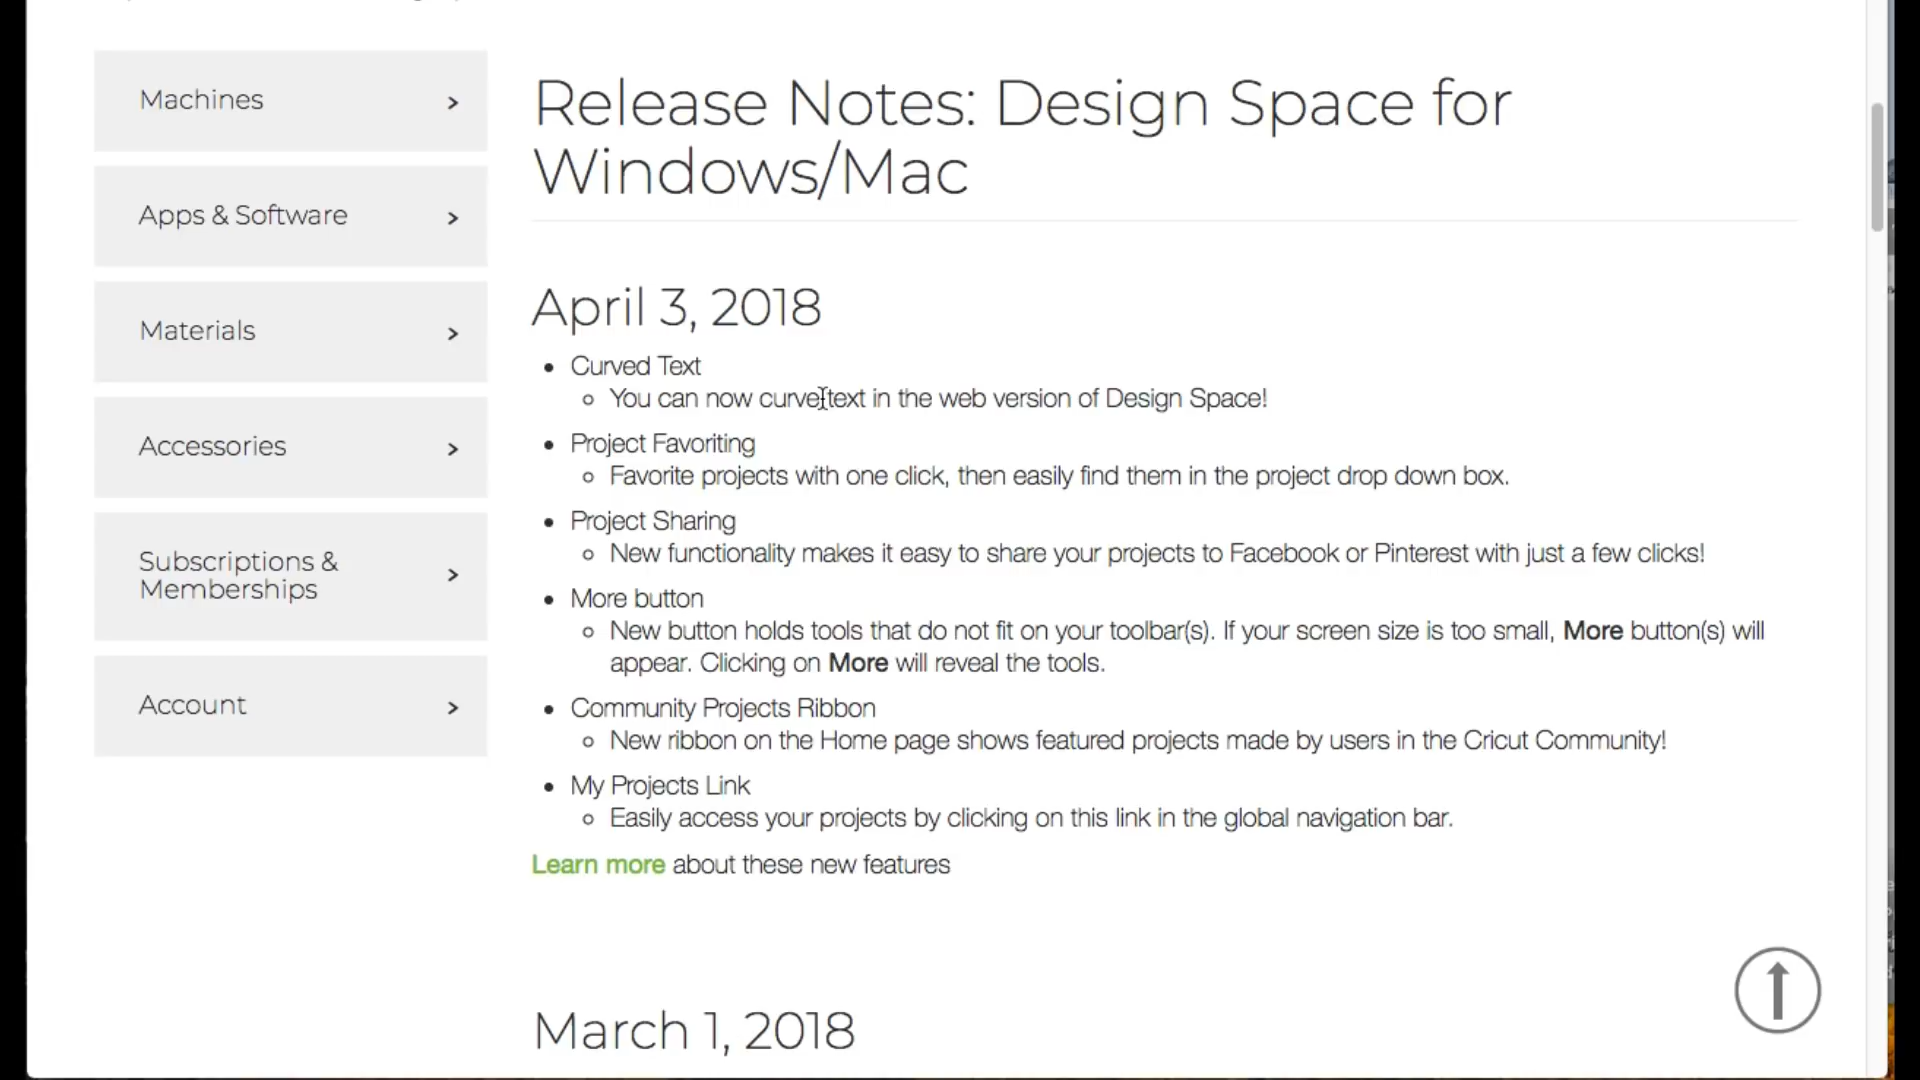 Machines
Apps & Software
Materials
Accessories
Subscriptions &
Memberships
Account
Release Notes: Design Space for
Windows/Mac
April 3, 2018
Curved Text
You can now curve text in the web version of Design Space!
Project Favoriting
Favorite projects with one click, then easily find them in the project drop down box.
Project Sharing
New functionality makes it easy to share your projects to Facebook or Pinterest with just a few clicks!
More button
New button holds tools that do not fit on your toolbar(s). If your screen size is too small, More button(s) will
appear. Clicking on More will reveal the tools.
Community Projects Ribbon
New ribbon on the Home page shows featured projects made by users in the Cricut Community!
My Projects Link
Easily access your projects by clicking on this link in the global navigation bar.
Learn more about these new features
March 1, 2018